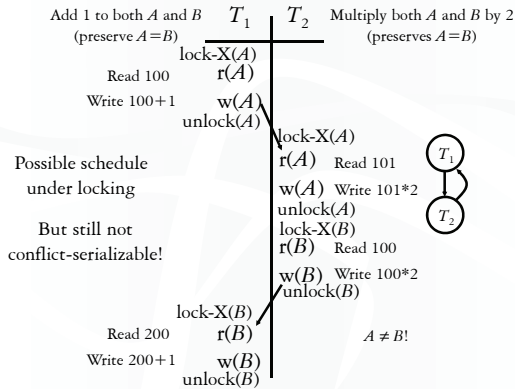 Add 1 to both A and B
(preserve A=B)
T1
T2
Multiply both A and B by 2
(preserves A=B)
lock-X(A)
Read 100 r(A)
Write 100+1 w(A)
unlock(A)
lock-X(A)
r(A) Read 101
w(A) Write 101*2
unlock(A)
lock-X(B)
r(B) Read 100
w(B) Write 100*2
unlock(B)
Possible schedule
under locking
But still not
conflict-serializable!
T1
T2
lock-X(B)
Read 200 r(B)
Write 200+1 w(B)
unlock(B)
A ≠ B!